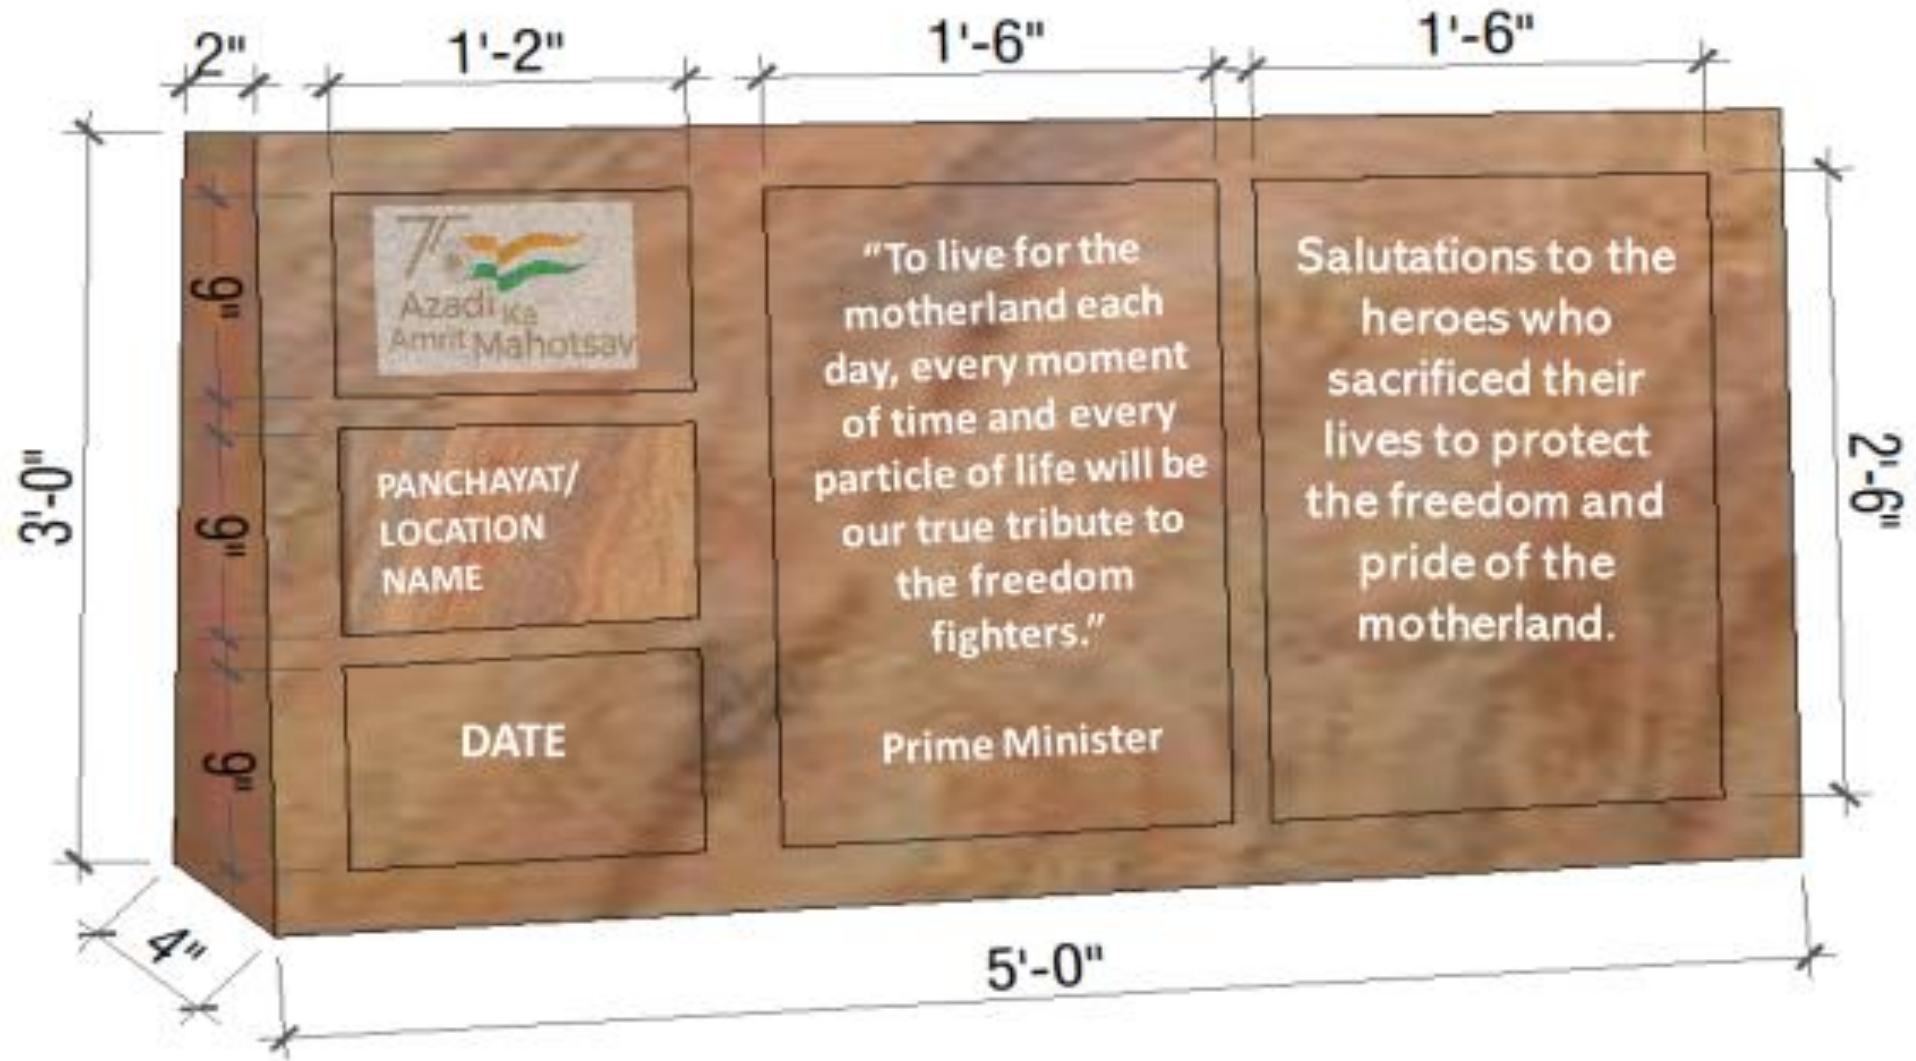 2"
1'-2"
1'-6"
1'-6"
3'-0"
9"
9"
9"
75
Azadi Ka
Amrit Mahotsav
PANCHAYAT/
LOCATION
NAME
DATE
"To live for the
motherland each
day, every moment
of time and every
particle of life will be
our true tribute to
the freedom
fighters."
Prime Minister
Salutations to the
heroes who
sacrificed their
lives to protect
the freedom and
pride of the
motherland.
2'-6"
4"
5'-0"